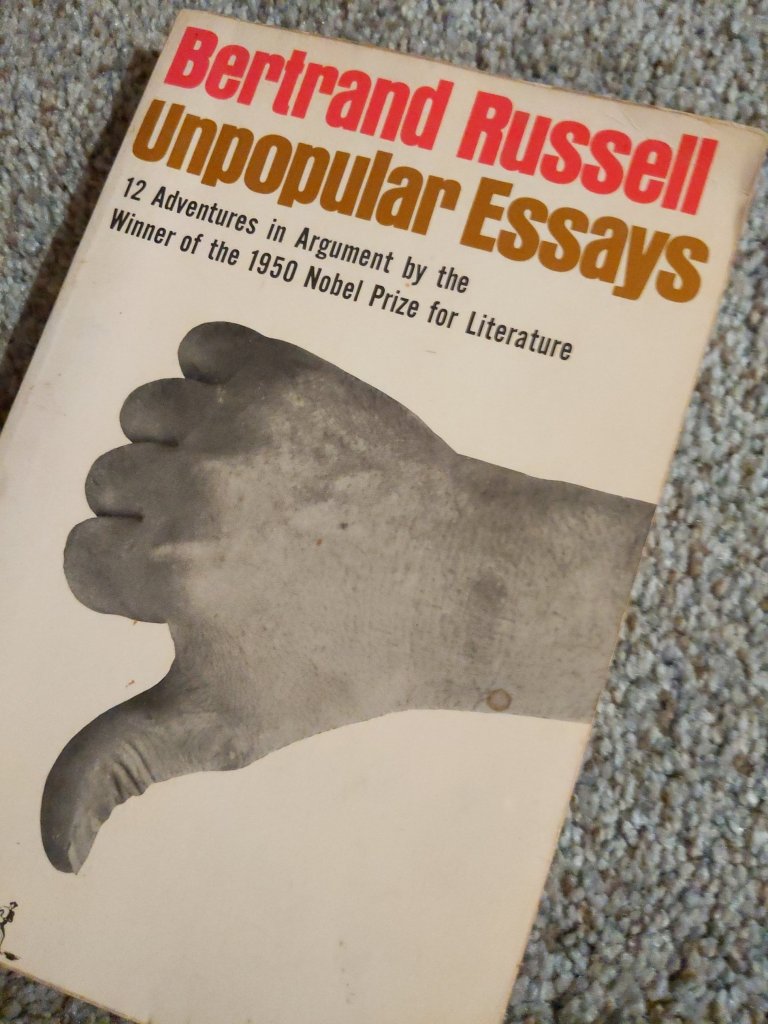 Bertrand Russell
Unpopular Essays
12 Adventures in Argument by the
Winner of the 1950 Nobel Prize for Literature